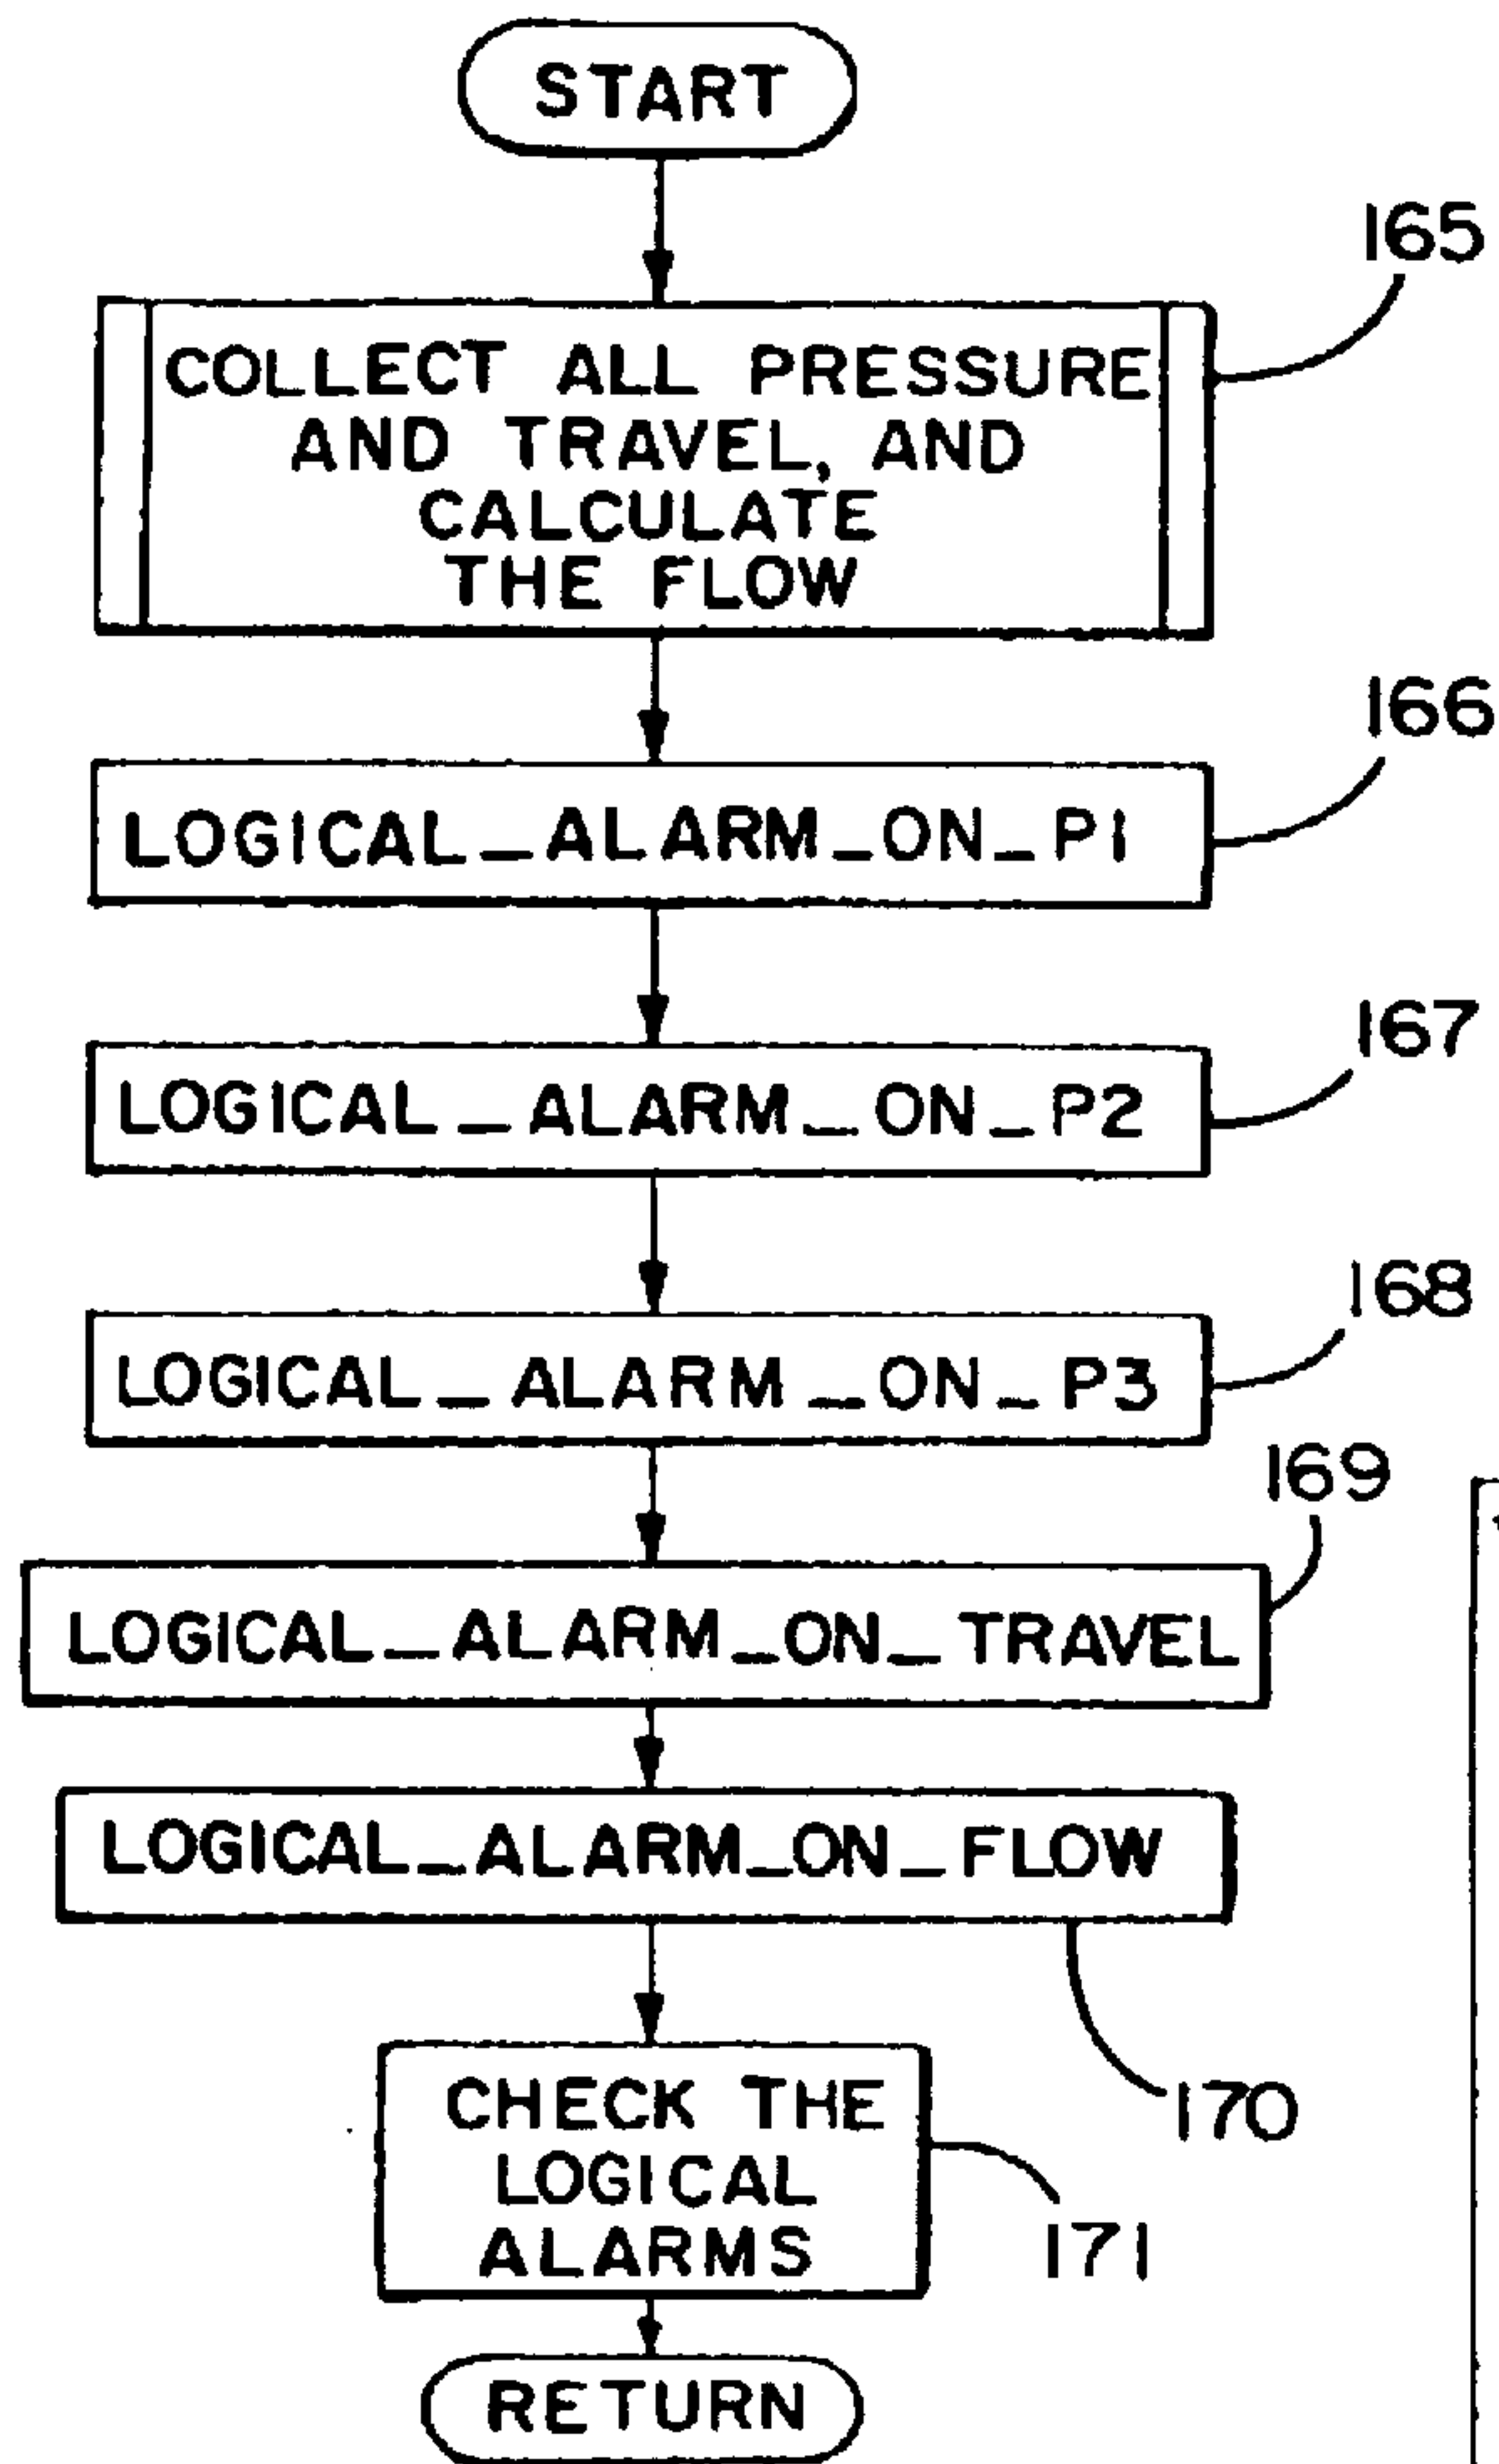 START
165
COLLECT ALL PRESSURE
AND TRAVEL, AND
CALCULATE
THE FLOW
166
LOGICAL_ALARM_ON_P1
167
LOGICAL_ALARM_ON_P2
168
LOGICAL_ALARM_ON_P3
169
LOGICAL_ALARM_ON_TRAVEL
LOGICAL_ALARM_ON_FLOW
170
CHECK THE
LOGICAL
ALARMS
171
RETURN